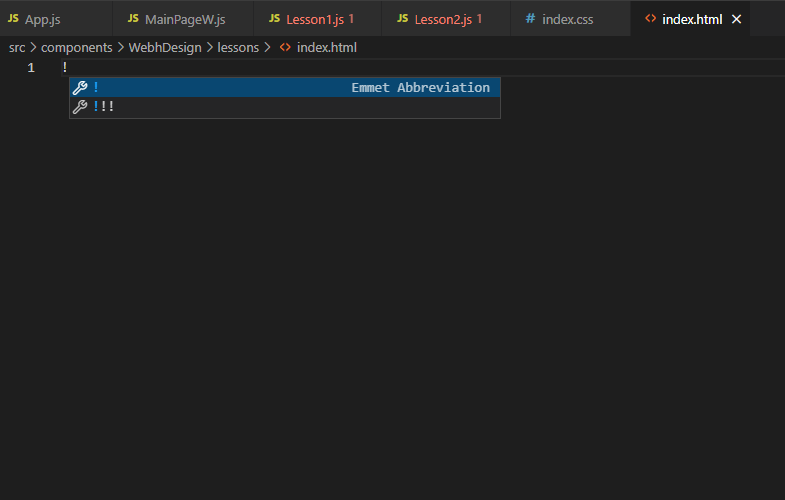 JS App.js JS MainPageW.js JS Lesson1.js 1 JS Lesson2.js 1 # index.css <> index.html ×
src > components > WebhDesign > lessons > <> index.html
1 !
! Emmet Abbreviation
!!!